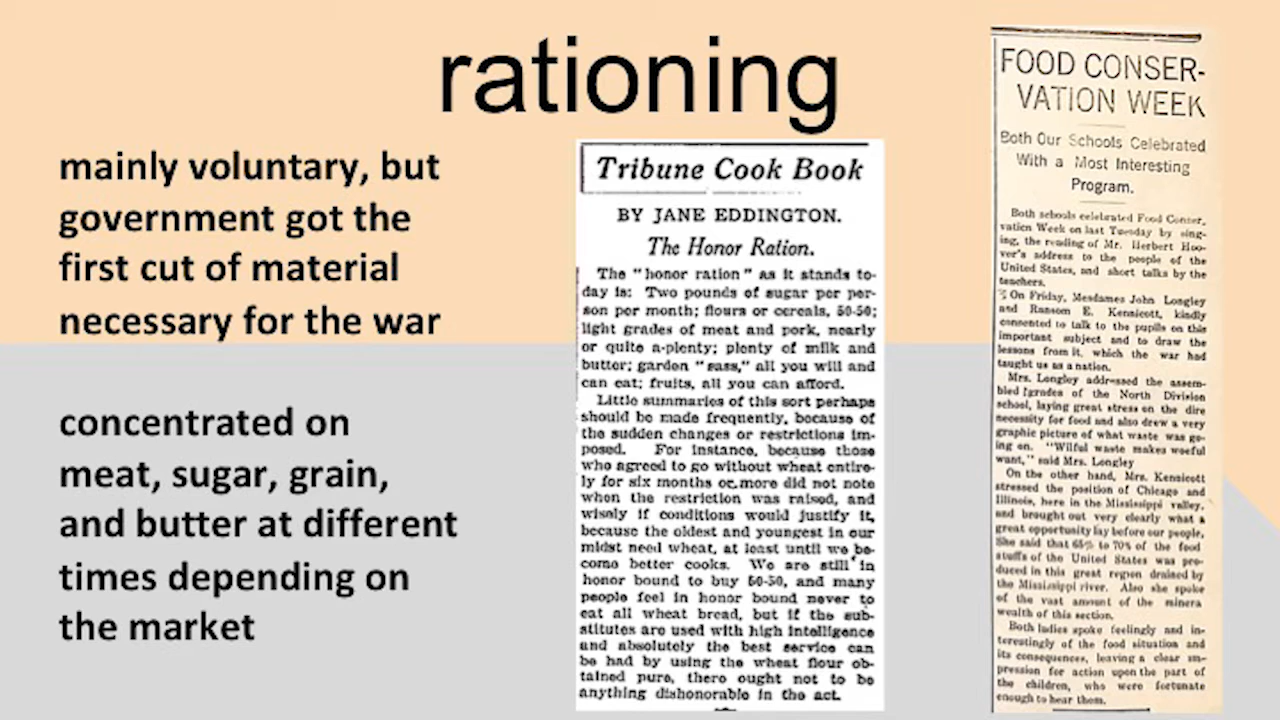 rationing
mainly voluntary, but
government got the
first cut of material
necessary for the war
concentrated on
meat, sugar, grain,
and butter at different
times depending on
the market
Tribune Cook Book
BY JANE EDDINGTON.
The Honor Ration.
The "honor ration" as it stands to-
day is: Two pounds of sugar per per-
son per month; flours or cereals, 50-50;
light grades of meat and pork, nearly
or quite a-plenty; plenty of milk and
butter; garden "sass," all you will and
can eat; fruits, all you can afford.
Little summaries of this sort perhaps
should be made frequently, because of
the sudden changes or restrictions im-
posed. For instance, because those
who agreed to go without wheat entire-
ly for six months or more did not note
when the restriction was raised, and
wisely if conditions would justify it,
because the oldest and youngest in our
midst need wheat, at least until we be-
come better cooks. We are still in
honor bound to buy 50-50, and many
people feel in honor bound never to
eat all wheat bread, but if the sub-
stitutes are used with high intelligence
and absolutely the best service can
be had by using the wheat flour ob-
tained pure, there ought not to be
anything dishonorable in the act.
FOOD CONSER-
VATION WEEK
Both Our Schools Celebrated
With a Most Interesting
Program.
Both schools celebrated Food Conser-
vation Week on last Tuesday by sing-
ing, the reading of Mr. Herbert Hoo-
ver's address to the people of the
United States, and short talks by the
teachers.
On Friday, Mesdames John Longley
and Ransom E. Kennicott, kindly
consented to talk to the pupils on this
important subject and to draw the
lessons from it, which the war had
taught us as a nation.
Mrs. Longley addressed the assem-
bled grades of the North Division
school, laying great stress on the dire
necessity for food and also drew a very
graphic picture of what waste was go-
ing on. "Wilful waste makes woeful
want," said Mrs. Longley
On the other hand, Mrs. Kennicott
stressed the position of Chicago and
Illinois, here in the Mississippi valley,
and brought out very clearly what a
great opportunity lay before our people.
She said that 65% to 70% of the food
stuffs of the United States was pro-
duced in this great region drained by
the Mississippi river. Also she spoke
of the vast amount of the minera
wealth of this section.
Both ladies spoke feelingly and in-
terestingly of the food situation and
its consequences, leaving a clear im-
pression for action upon the part of
the children, who were fortunate
enough to hear them.